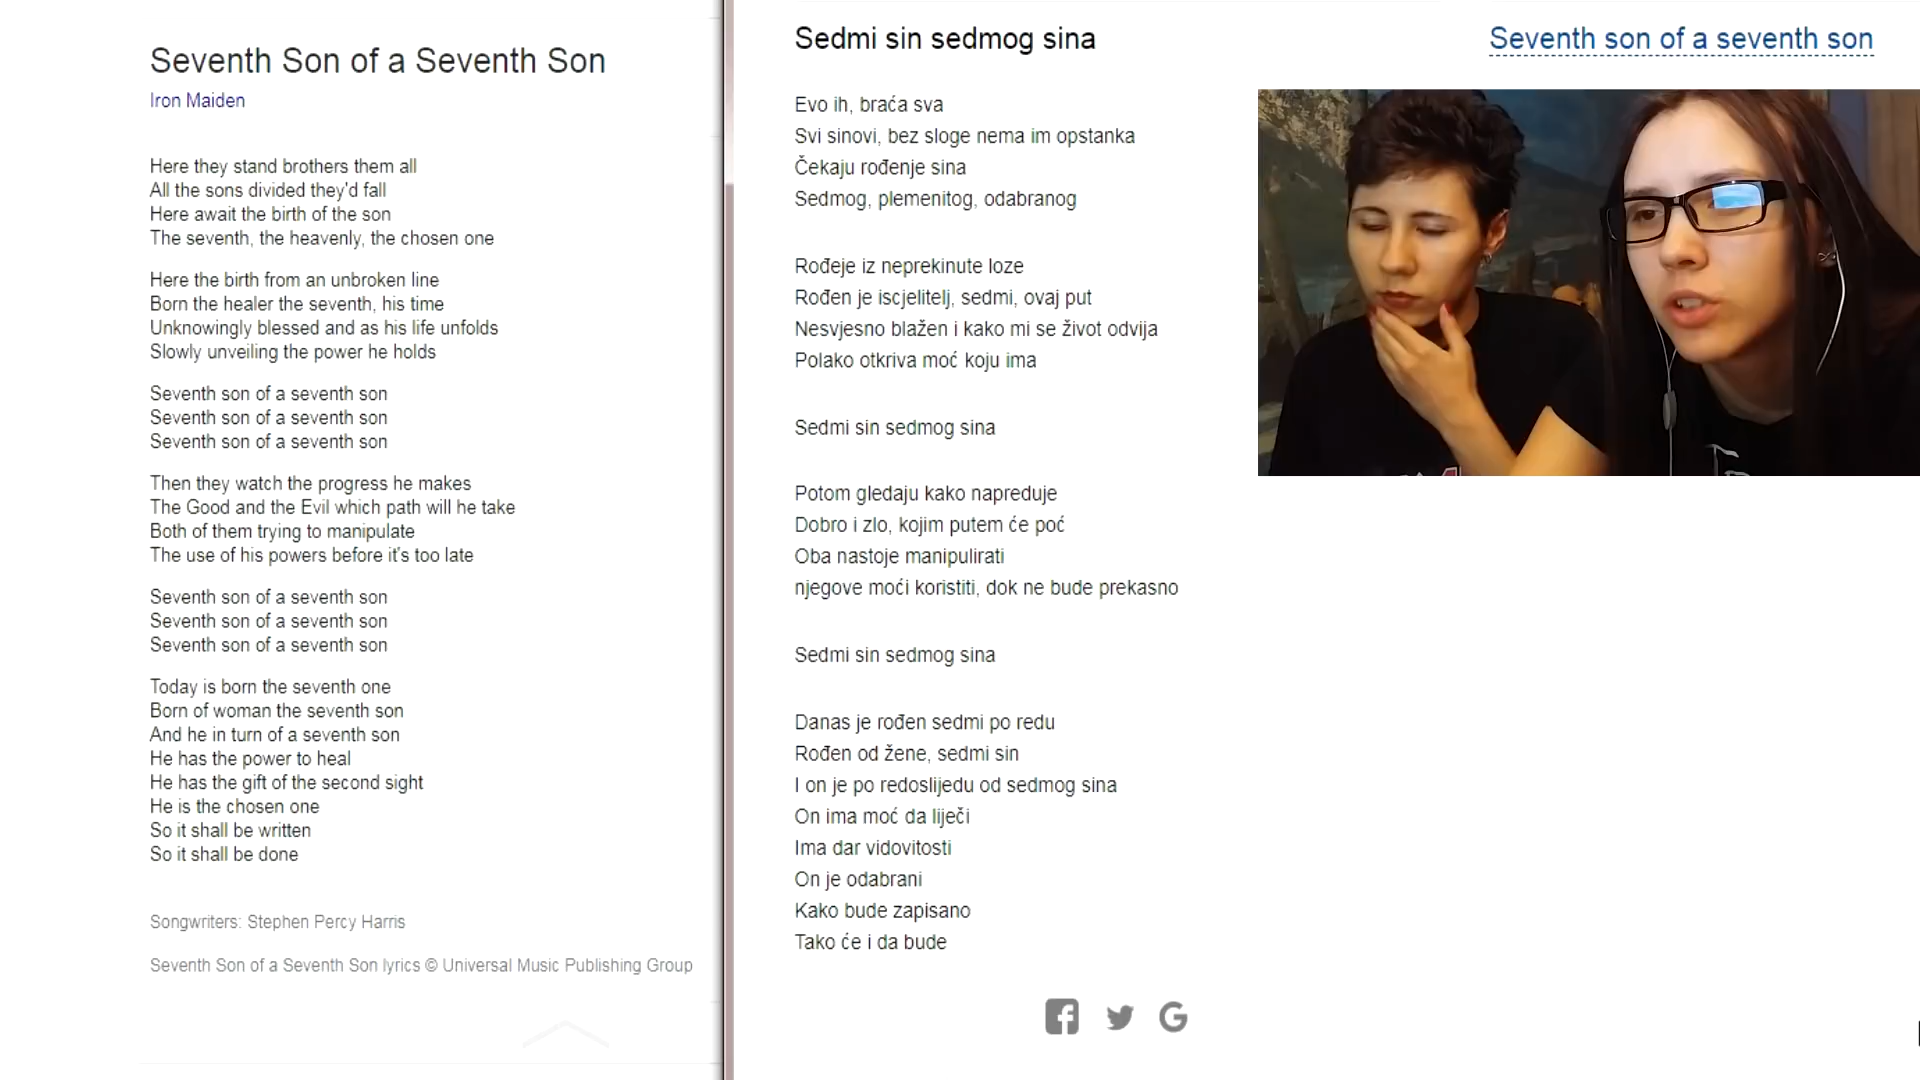 Seventh Son of a Seventh Son
Iron Maiden
Here they stand brothers them all
All the sons divided they'd fall
Here await the birth of the son
The seventh, the heavenly, the chosen one
Here the birth from an unbroken line
Born the healer the seventh, his time
Unknowingly blessed and as his life unfolds
Slowly unveiling the power he holds
Seventh son of a seventh son
Seventh son of a seventh son
Seventh son of a seventh son
Then they watch the progress he makes
The Good and the Evil which path will he take
Both of them trying to manipulate
The use of his powers before it's too late
Seventh son of a seventh son
Seventh son of a seventh son
Seventh son of a seventh son
Today is born the seventh one
Born of woman the seventh son
And he in turn of a seventh son
He has the power to heal
He has the gift of the second sight
He is the chosen one
So it shall be written
So it shall be done
Songwriters: Stephen Percy Harris
Seventh Son of a Seventh Son lyrics © Universal Music Publishing Group
Sedmi sin sedmog sina
Evo ih, braća sva
Svi sinovi, bez sloge nema im opstanka
Čekaju rođenje sina
Sedmog, plemenitog, odabranog
Rođeje iz neprekinute loze
Rođen je iscjelitelj, sedmi, ovaj put
Nesvjesno blažen i kako mi se život odvija
Polako otkriva moć koju ima
Sedmi sin sedmog sina
Potom gledaju kako napreduje
Dobro i zlo, kojim putem će poć
Oba nastoje manipulirati
njegove moći koristiti, dok ne bude prekasno
Sedmi sin sedmog sina
Danas je rođen sedmi po redu
Rođen od žene, sedmi sin
I on je po redoslijedu od sedmog sina
On ima moć da liječi
Ima dar vidovitosti
On je odabrani
Kako bude zapisano
Tako će i da bude
Seventh son of a seventh son